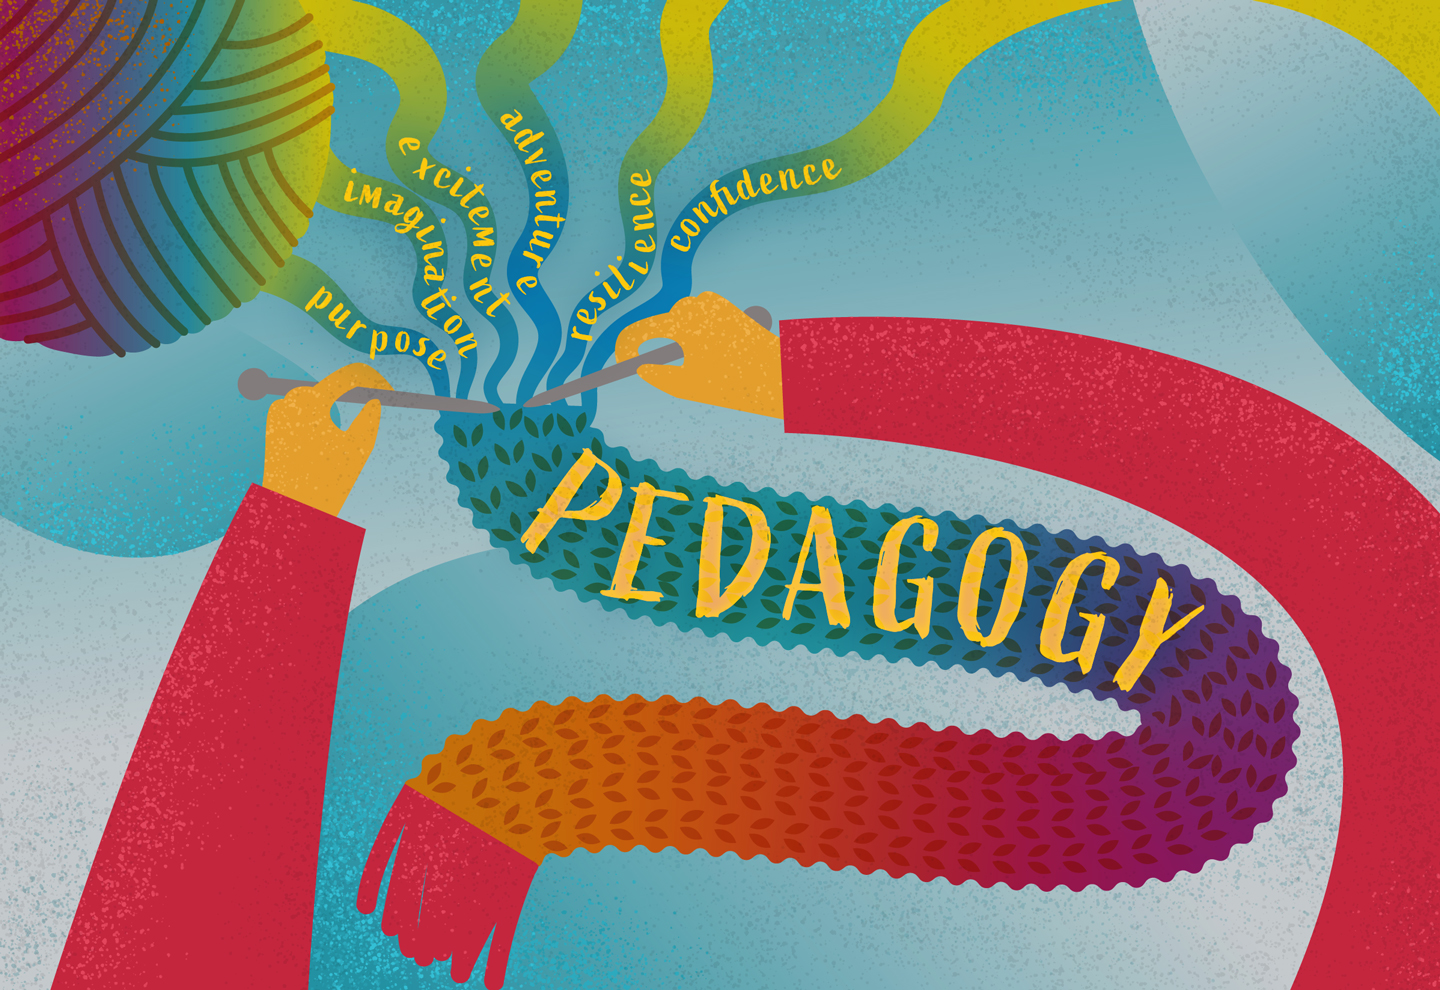 purpose
imagination
excitement
adventure
resilience
confidence
PEDAGOGY